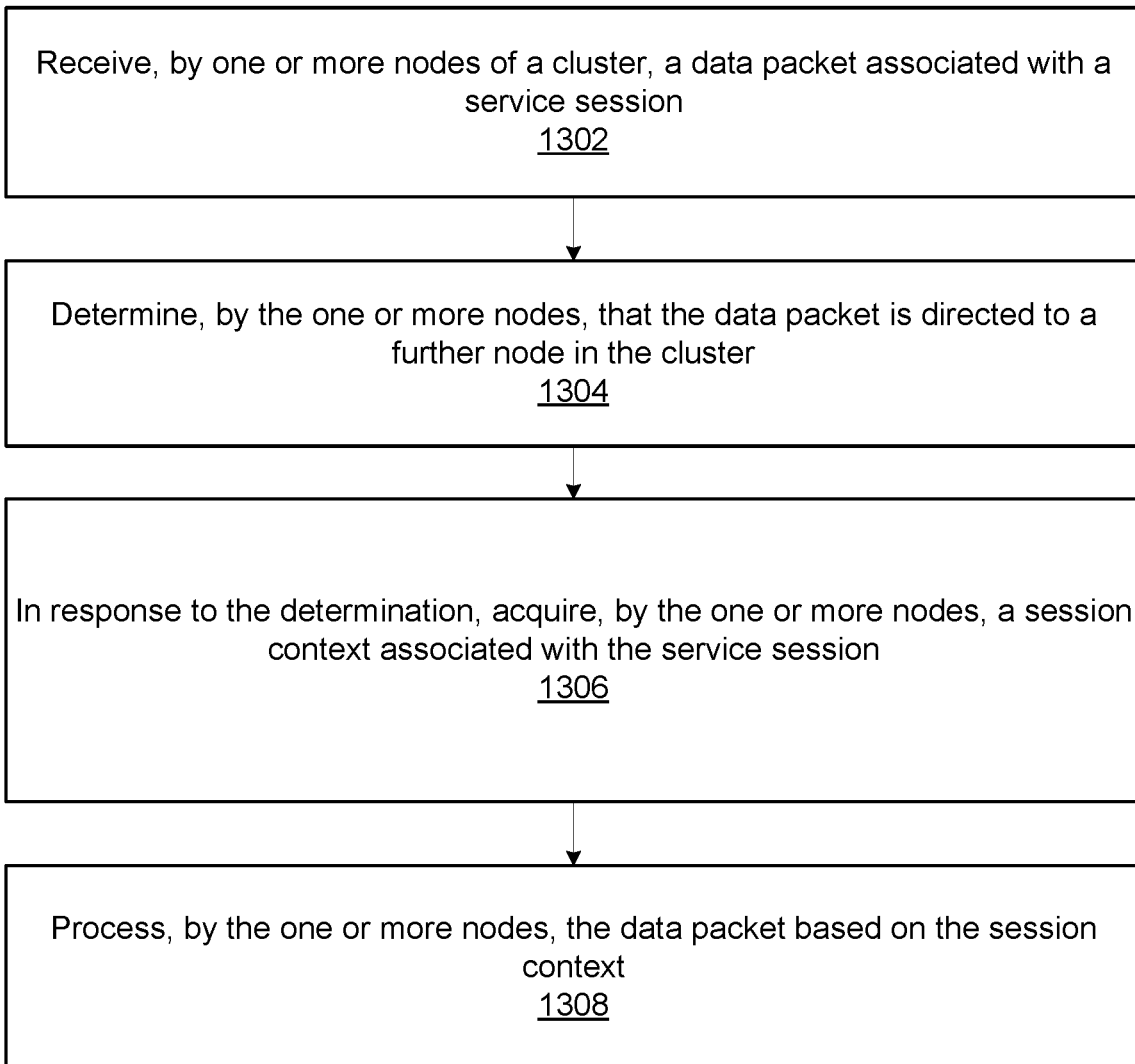 Receive, by one or more nodes of a cluster, a data packet associated with a
service session
1302
Determine, by the one or more nodes, that the data packet is directed to a
further node in the cluster
1304
In response to the determination, acquire, by the one or more nodes, a session
context associated with the service session
1306
Process, by the one or more nodes, the data packet based on the session
context
1308